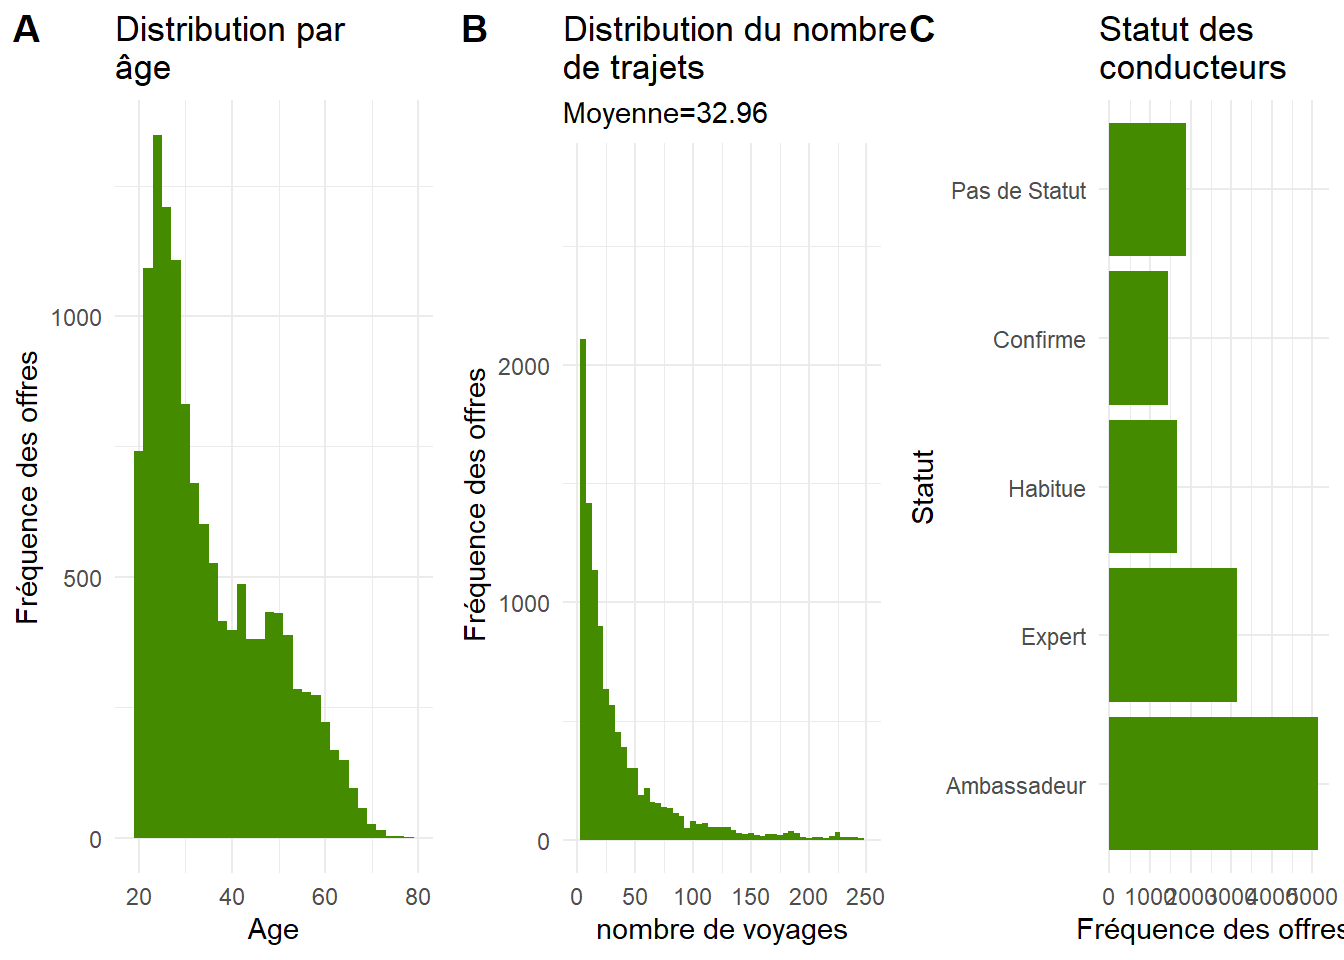 A
Distribution par
âge
1000
500
0
Fréquence des offres
20 40 60 80
Age
B
Distribution du nombre
de trajets
Moyenne=32.96
2000
1000
0
Fréquence des offres
0 50 100 150 200 250
nombre de voyages
C
Statut des
conducteurs
Pas de Statut
Confirme
Habitue
Expert
Ambassadeur
Statut
0 1000 2000 3000 4000 5000
Fréquence des offres